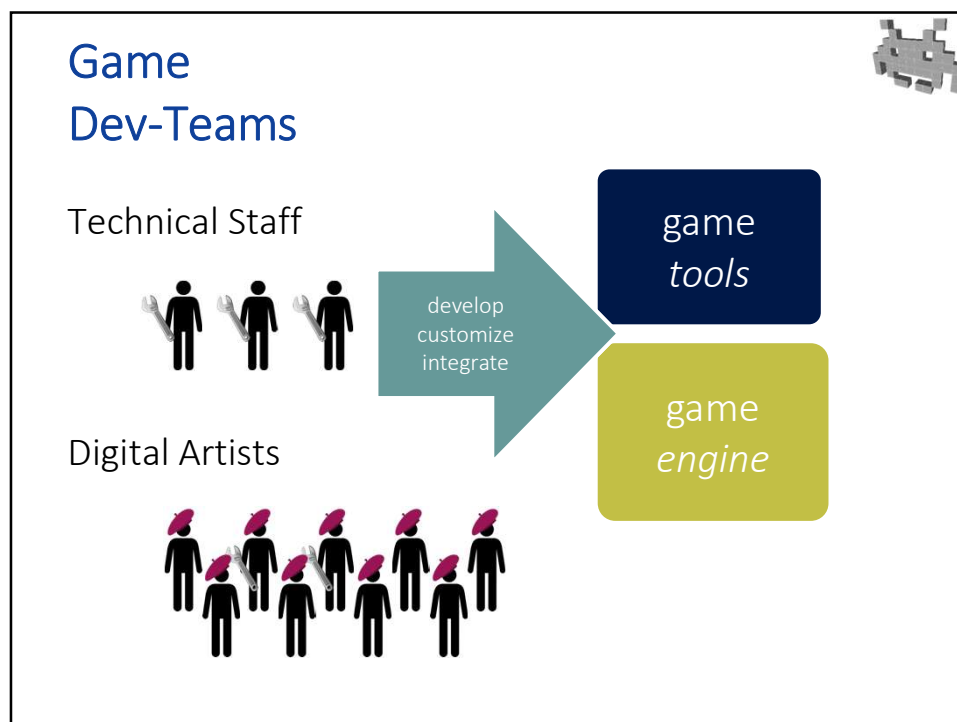 Game
Dev-Teams
Technical Staff
develop
customize
integrate
game
tools
game
engine
Digital Artists